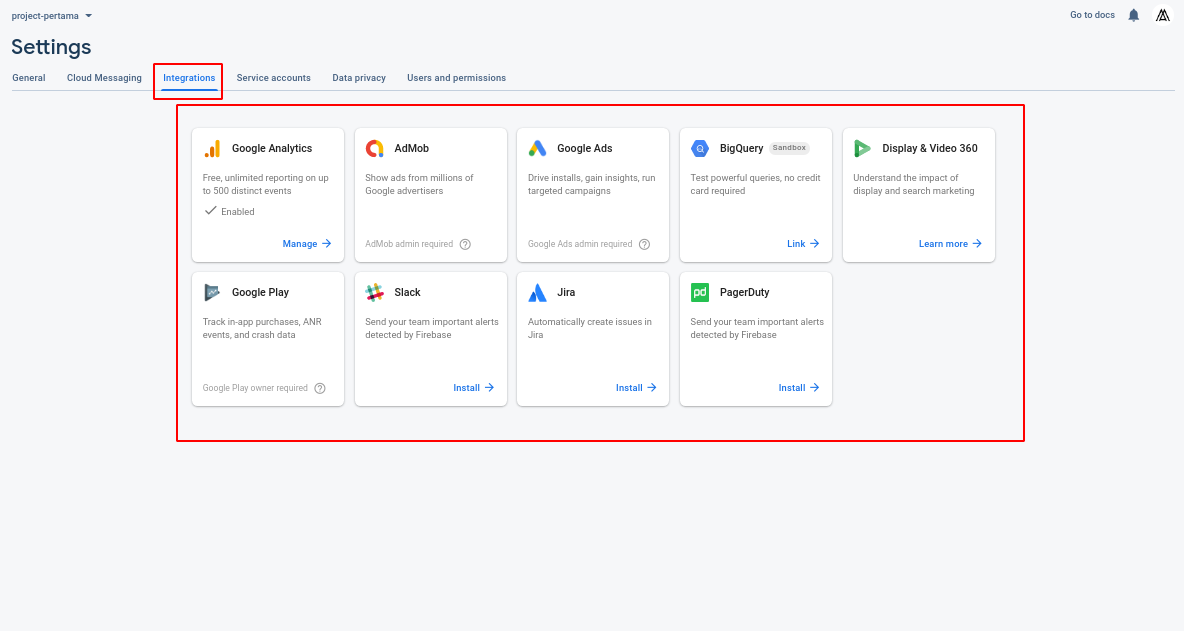 project-pertama
Go to docs
Settings
General
Cloud Messaging
Integrations
Service accounts
Data privacy
Users and permissions
Google Analytics
Free, unlimited reporting on up
to 500 distinct events
Enabled
Manage
AdMob
Show ads from millions of
Google advertisers
AdMob admin required
Google Ads
Drive installs, gain insights, run
targeted campaigns
Google Ads admin required
BigQuery Sandbox
Test powerful queries, no credit
card required
Link
Display & Video 360
Understand the impact of
display and search marketing
Learn more
Google Play
Track in-app purchases, ANR
events, and crash data
Google Play owner required
Slack
Send your team important alerts
detected by Firebase
Install
Jira
Automatically create issues in
Jira
Install
pd
PagerDuty
Send your team important alerts
detected by Firebase
Install